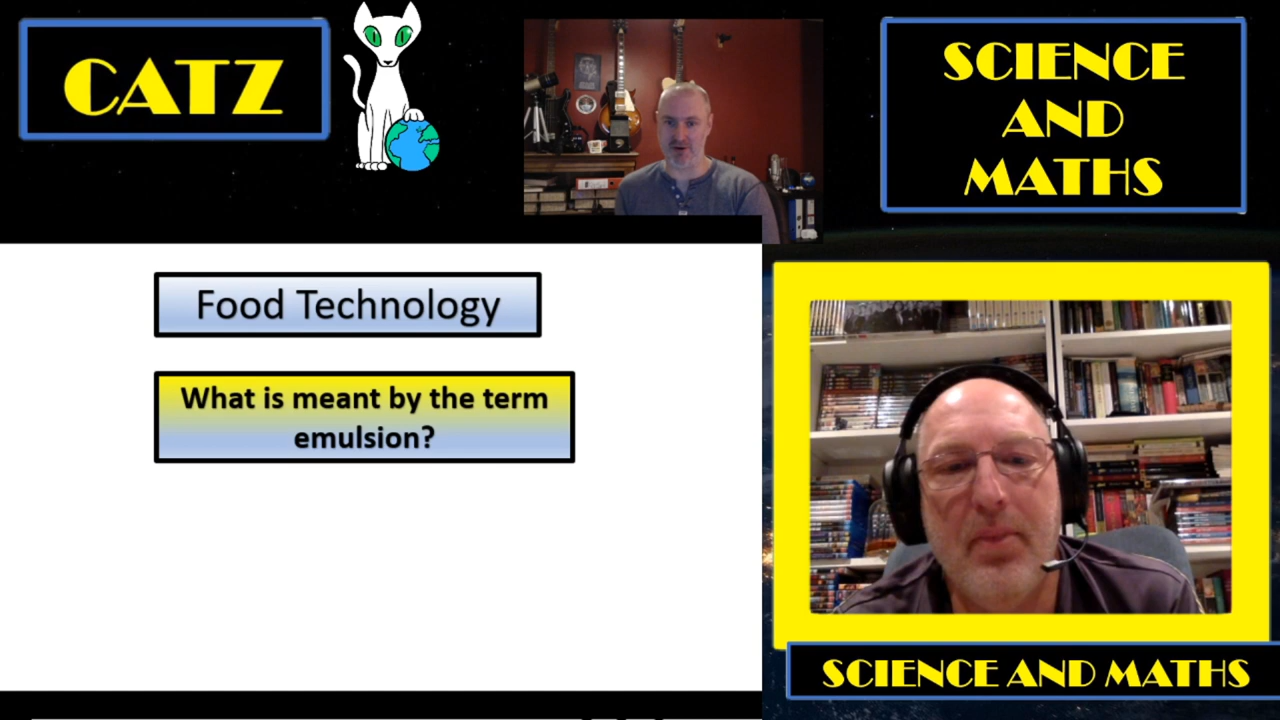 CATZ
SCIENCE
AND
MATHS
Food Technology
What is meant by the term
emulsion?
SCIENCE AND MATHS